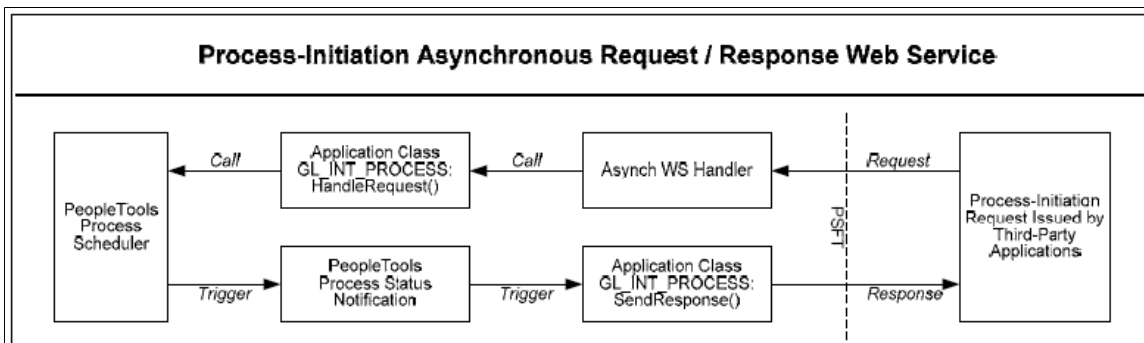 Process-Initiation Asynchronous Request / Response Web Service
PeopleTools
Process
Scheduler
Call
Application Class
GL_INT_PROCESS:
HandleRequest()
Call
Asynch WS Handler
Request
PSFT
Process-Initiation
Request Issued by
Third-Party
Applications
Trigger
PeopleTools
Process Status
Notification
Trigger
Application Class
GL_INT_PROCESS:
SendResponse()
Response